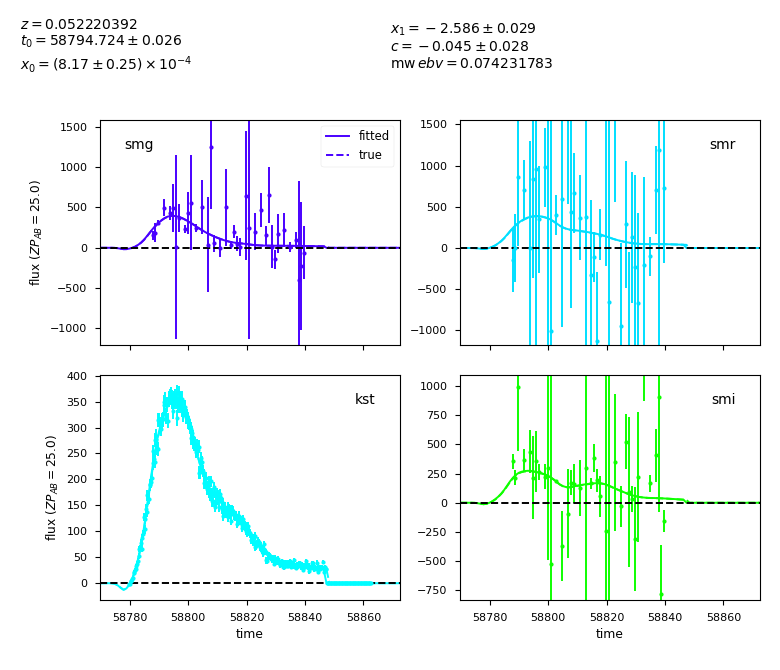 z = 0.052220392
t0 = 58794.724 ± 0.026
x0 = (8.17 ± 0.25) × 10^−4
x1 = −2.586 ± 0.029
c = −0.045 ± 0.028
mw ebv = 0.074231783
1500
1000
500
0
−500
−1000
flux (ZP_AB = 25.0)
smg
fitted
true
1500
1000
500
0
−500
−1000
smr
400
350
300
250
200
150
100
50
0
flux (ZP_AB = 25.0)
kst
58780 58800 58820 58840 58860
time
1000
750
500
250
0
−250
−500
−750
smi
58780 58800 58820 58840 58860
time